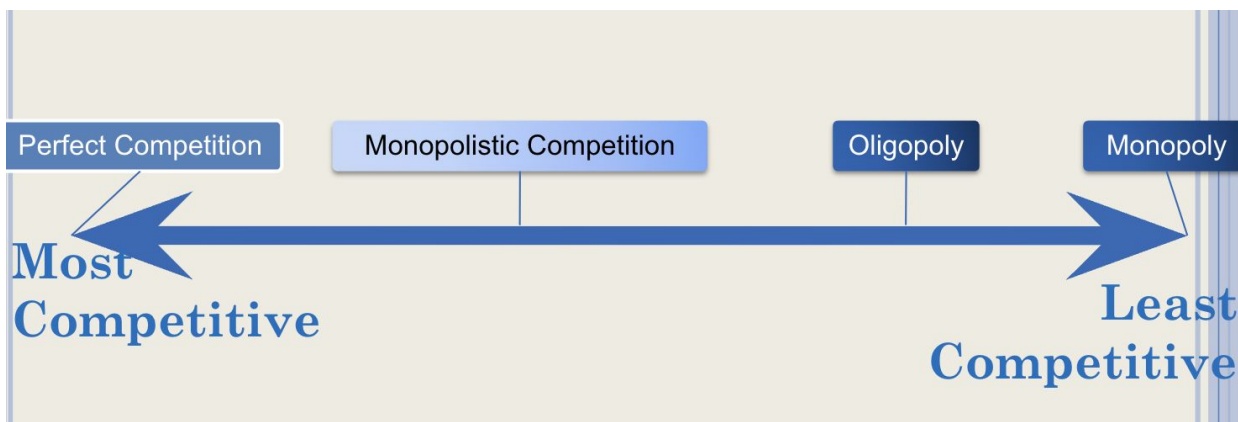 Perfect Competition
Monopolistic Competition
Oligopoly
Monopoly
Most
Competitive
Least
Competitive